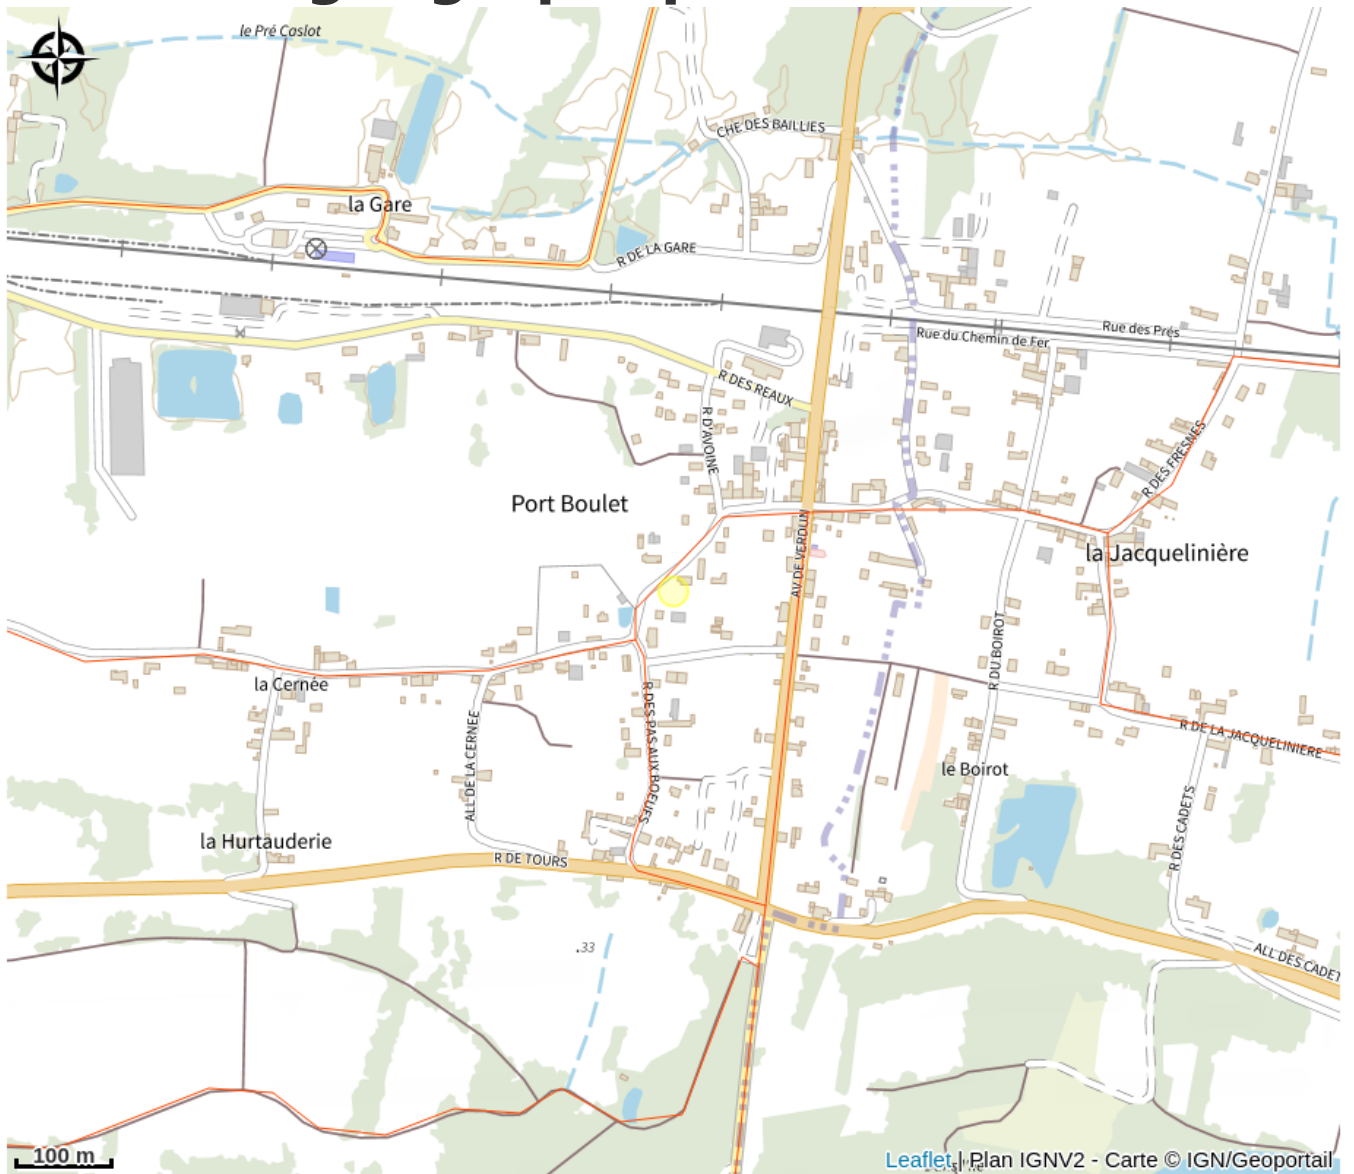 le Pré Caslot
CHE DES BAILLIES
la Gare
R DE LA GARE
Rue des Prés
Rue du Chemin de Fer
R DES REAUX
R D'AVOINE
R DES FRESNES
Port Boulet
AV DE VERDUN
la Jacquelinière
R DU BOIROT
la Cernée
R DES PAS AUX BOEUFS
ALL DE LA CERNEE
R DE LA JACQUELINIERE
le Boirot
R DES CADETS
la Hurtauderie
R DE TOURS
.33
ALL DES CADET
100 m
Leaflet | Plan IGNV2 - Carte © IGN/Geoportail